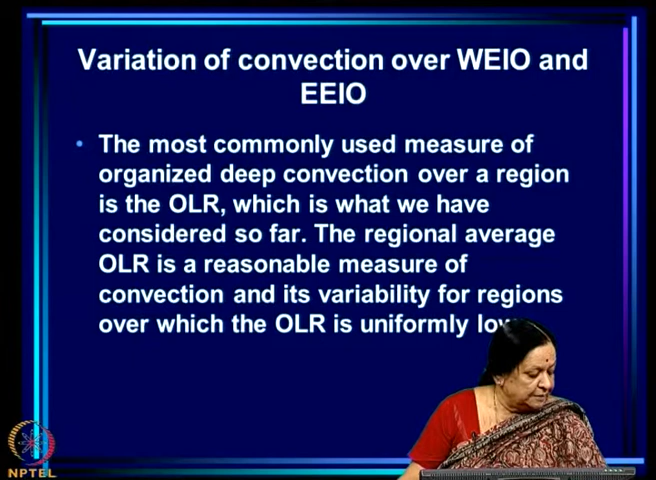 Variation of convection over WEIO and
EEIO
• The most commonly used measure of
organized deep convection over a region
is the OLR, which is what we have
considered so far. The regional average
OLR is a reasonable measure of
convection and its variability for regions
over which the OLR is uniformly
NPTEL